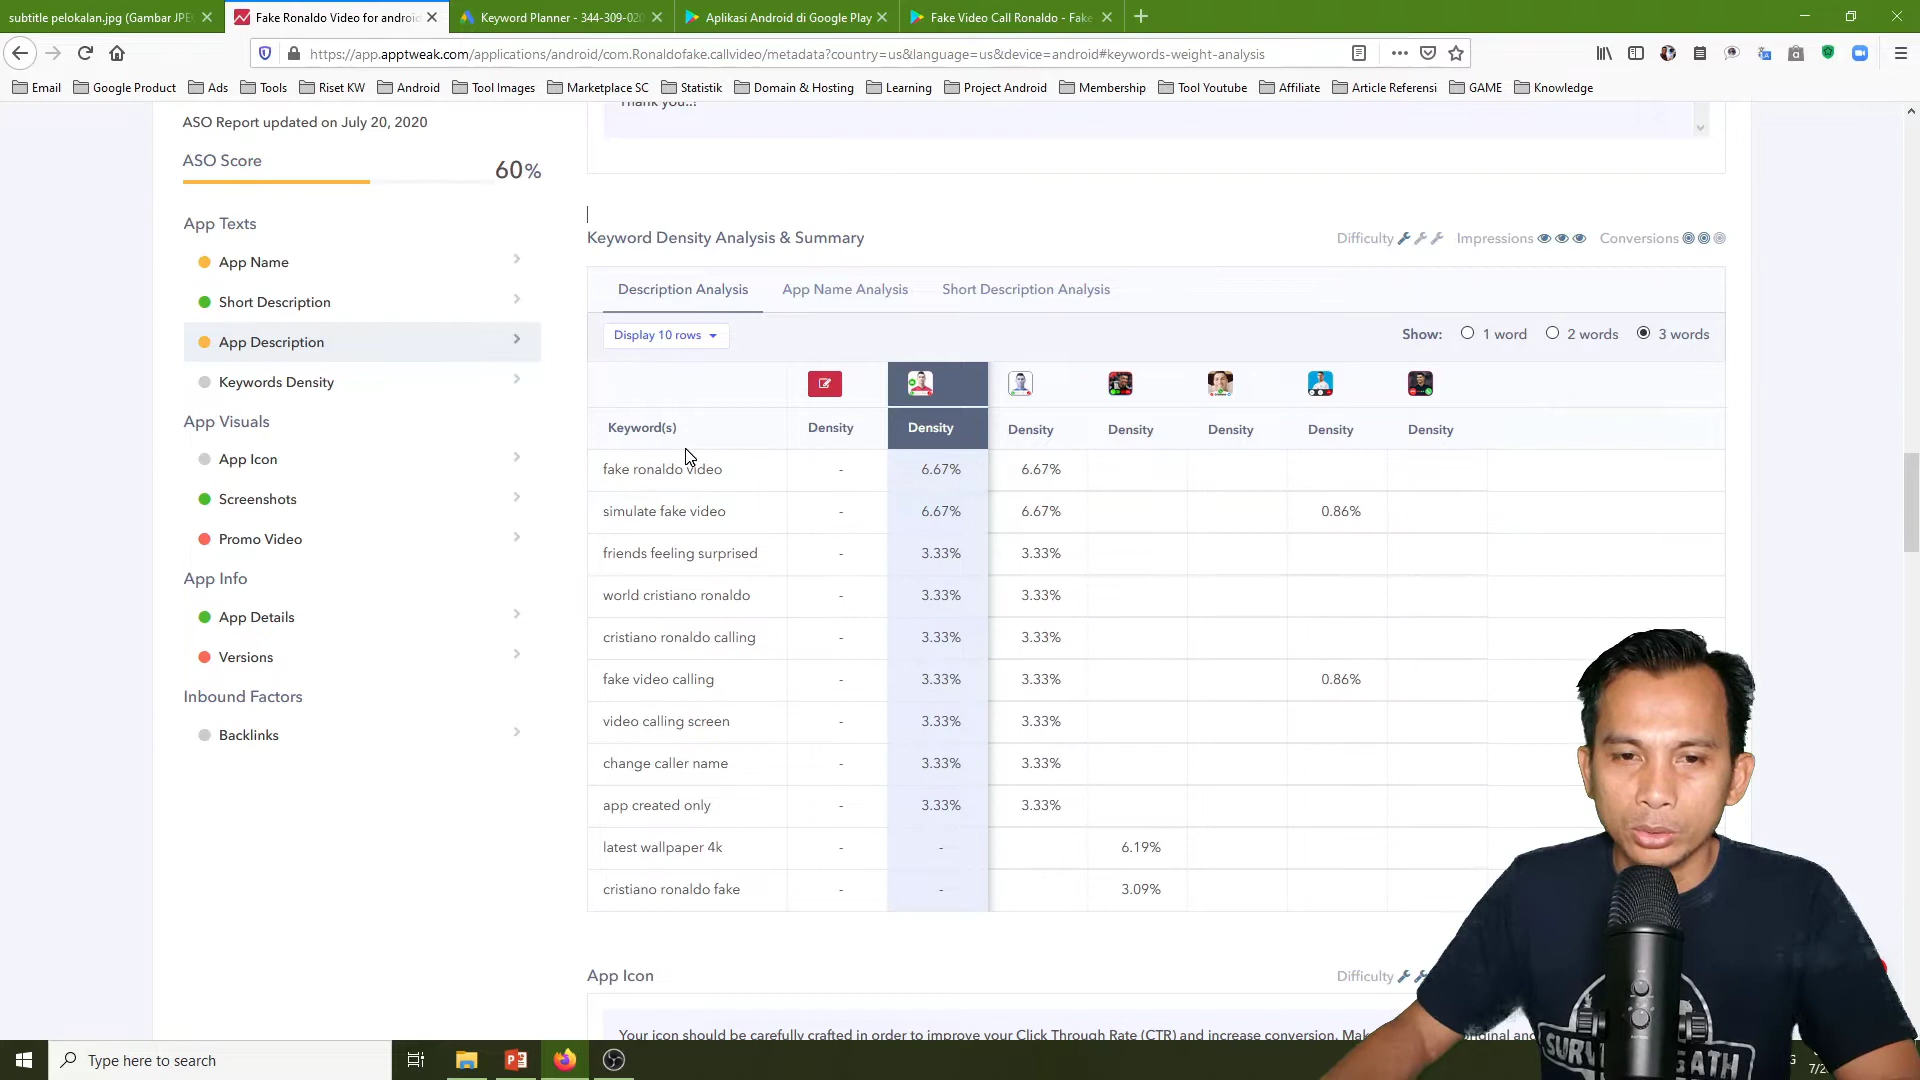 subtitle pelokalan.jpg (Gambar JPE
Fake Ronaldo Video for androi
Keyword Planner - 344-309-020
Aplikasi Android di Google Play
Fake Video Call Ronaldo - Fake
https://app.apptweak.com/applications/android/com.Ronaldofake.callvideo/metadata?country=us&language=us&device=android#keywords-weight-analysis
Email Google Product Ads Tools Riset KW Android Tool Images Marketplace SC Statistik Domain & Hosting Learning Project Android Membership Tool Youtube Affiliate Article Referensi GAME Knowledge
Thank you..!
ASO Report updated on July 20, 2020
ASO Score 60%
App Texts
App Name
Short Description
App Description
Keywords Density
App Visuals
App Icon
Screenshots
Promo Video
App Info
App Details
Versions
Inbound Factors
Backlinks
Keyword Density Analysis & Summary
Difficulty Impressions Conversions
Description Analysis App Name Analysis Short Description Analysis
Display 10 rows Show: 1 word 2 words 3 words
Keyword(s) Density Density Density Density Density Density Density
fake ronaldo video - 6.67% 6.67%
simulate fake video - 6.67% 6.67% 0.86%
friends feeling surprised - 3.33% 3.33%
world cristiano ronaldo - 3.33% 3.33%
cristiano ronaldo calling - 3.33% 3.33%
fake video calling - 3.33% 3.33% 0.86%
video calling screen - 3.33% 3.33%
change caller name - 3.33% 3.33%
app created only - 3.33% 3.33%
latest wallpaper 4k - - 6.19%
cristiano ronaldo fake - - 3.09%
App Icon Difficulty
Your icon should be carefully crafted in order to improve your Click Through Rate (CTR) and increase conversion. Mak
Type here to search